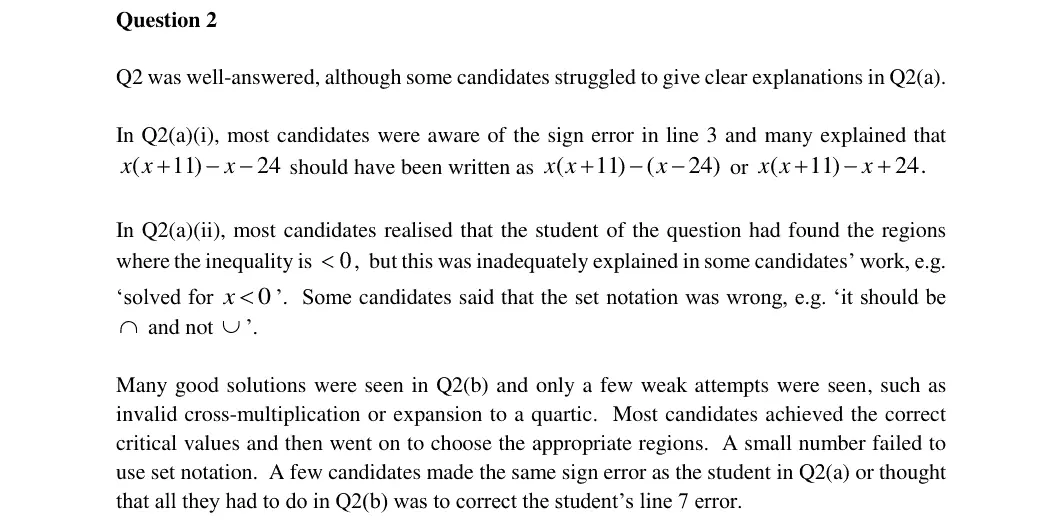 Question 2
Q2 was well-answered, although some candidates struggled to give clear explanations in Q2(a).
In Q2(a)(i), most candidates were aware of the sign error in line 3 and many explained that
x(x+11)−x−24 should have been written as x(x+11)−(x−24) or x(x+11)−x+24.
In Q2(a)(ii), most candidates realised that the student of the question had found the regions
where the inequality is <0, but this was inadequately explained in some candidates’ work, e.g.
‘solved for x<0’. Some candidates said that the set notation was wrong, e.g. ‘it should be
∩ and not ∪’.
Many good solutions were seen in Q2(b) and only a few weak attempts were seen, such as
invalid cross-multiplication or expansion to a quartic. Most candidates achieved the correct
critical values and then went on to choose the appropriate regions. A small number failed to
use set notation. A few candidates made the same sign error as the student in Q2(a) or thought
that all they had to do in Q2(b) was to correct the student’s line 7 error.